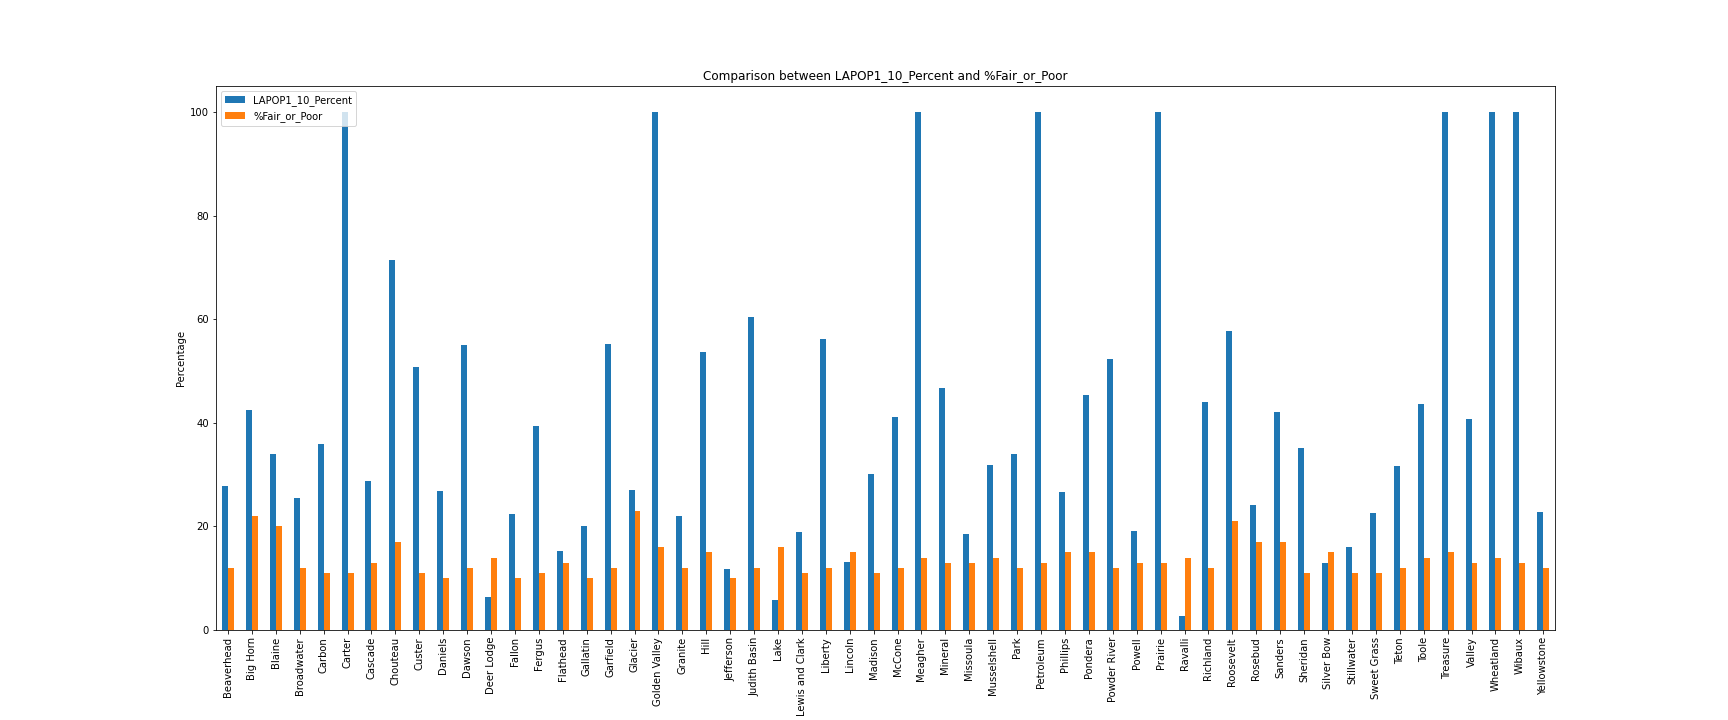 Comparison between LAPOP1_10_Percent and %Fair_or_Poor
LAPOP1_10_Percent
%Fair_or_Poor
100
80
60
40
20
0
Percentage
Beaverhead
Big Horn
Blaine
Broadwater
Carbon
Carter
Cascade
Chouteau
Custer
Daniels
Dawson
Deer Lodge
Fallon
Fergus
Flathead
Gallatin
Garfield
Glacier
Golden Valley
Granite
Hill
Jefferson
Judith Basin
Lake
Lewis and Clark
Liberty
Lincoln
Madison
McCone
Meagher
Mineral
Missoula
Musselshell
Park
Petroleum
Phillips
Pondera
Powder River
Powell
Prairie
Ravalli
Richland
Roosevelt
Rosebud
Sanders
Sheridan
Silver Bow
Stillwater
Sweet Grass
Teton
Toole
Treasure
Valley
Wheatland
Wibaux
Yellowstone